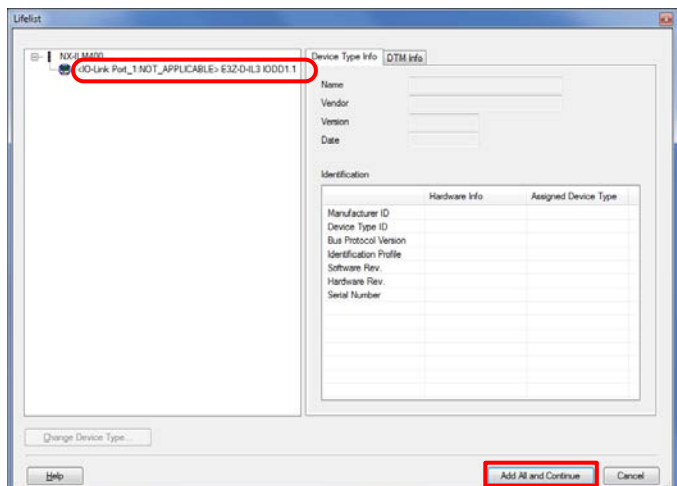 Lifelist
NX-ILM400
<IO-Link Port_1:NOT_APPLICABLE> E3Z-D-IL3 IODD1.1
Device Type Info DTM Info
Name
Vendor
Version
Date
Identification
Hardware Info Assigned Device Type
Manufacturer ID
Device Type ID
Bus Protocol Version
Identification Profile
Software Rev.
Hardware Rev.
Serial Number
Change Device Type...
Help Add All and Continue Cancel